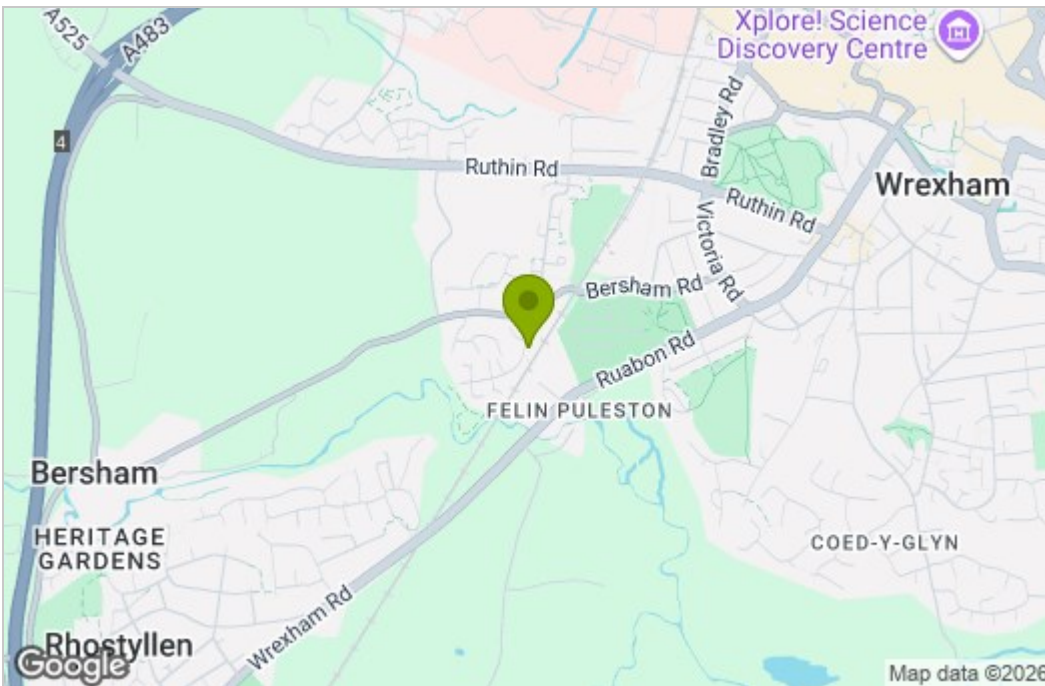 A525
A483
Xplore! Science
Discovery Centre
4
Bradley Rd
Ruthin Rd
Wrexham
Ruthin Rd
Victoria Rd
Bersham Rd
Ruabon Rd
FELIN PULESTON
Bersham
HERITAGE
GARDENS
COED-Y-GLYN
Wrexham Rd
Rhostyllen
Google
Map data ©2026